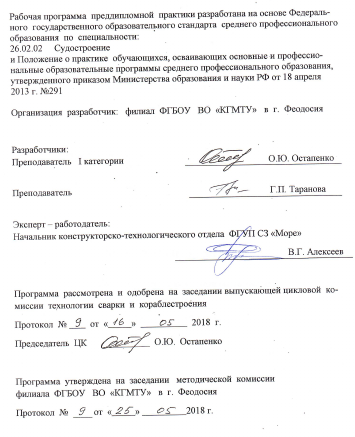 Рабочая программа преддипломной практики разработана на основе Федераль-
ного государственного образовательного стандарта среднего профессионального
образования по специальности:
26.02.02 Судостроение
и Положение о практике обучающихся, осваивающих основные и профессио-
нальные образовательные программы среднего профессионального образования,
утвержденного приказом Министерства образования и науки РФ от 18 апреля
2013 г. №291
Организация разработчик: филиал ФГБОУ ВО «КГМТУ» в г. Феодосия
Разработчики:
Преподаватель I категории О.Ю. Остапенко
Преподаватель Г.П. Таранова
Эксперт – работодатель:
Начальник конструкторско-технологического отдела ФГУП СЗ «Море»
В.Г. Алексеев
Программа рассмотрена и одобрена на заседании выпускающей цикловой ко-
миссии технологии сварки и кораблестроения
Протокол № 9 от «16» 05 2018 г.
Председатель ЦК О.Ю. Остапенко
Программа утверждена на заседании методической комиссии
филиала ФГБОУ ВО «КГМТУ» в г. Феодосия
Протокол № 9 от «25» 05 2018 г.